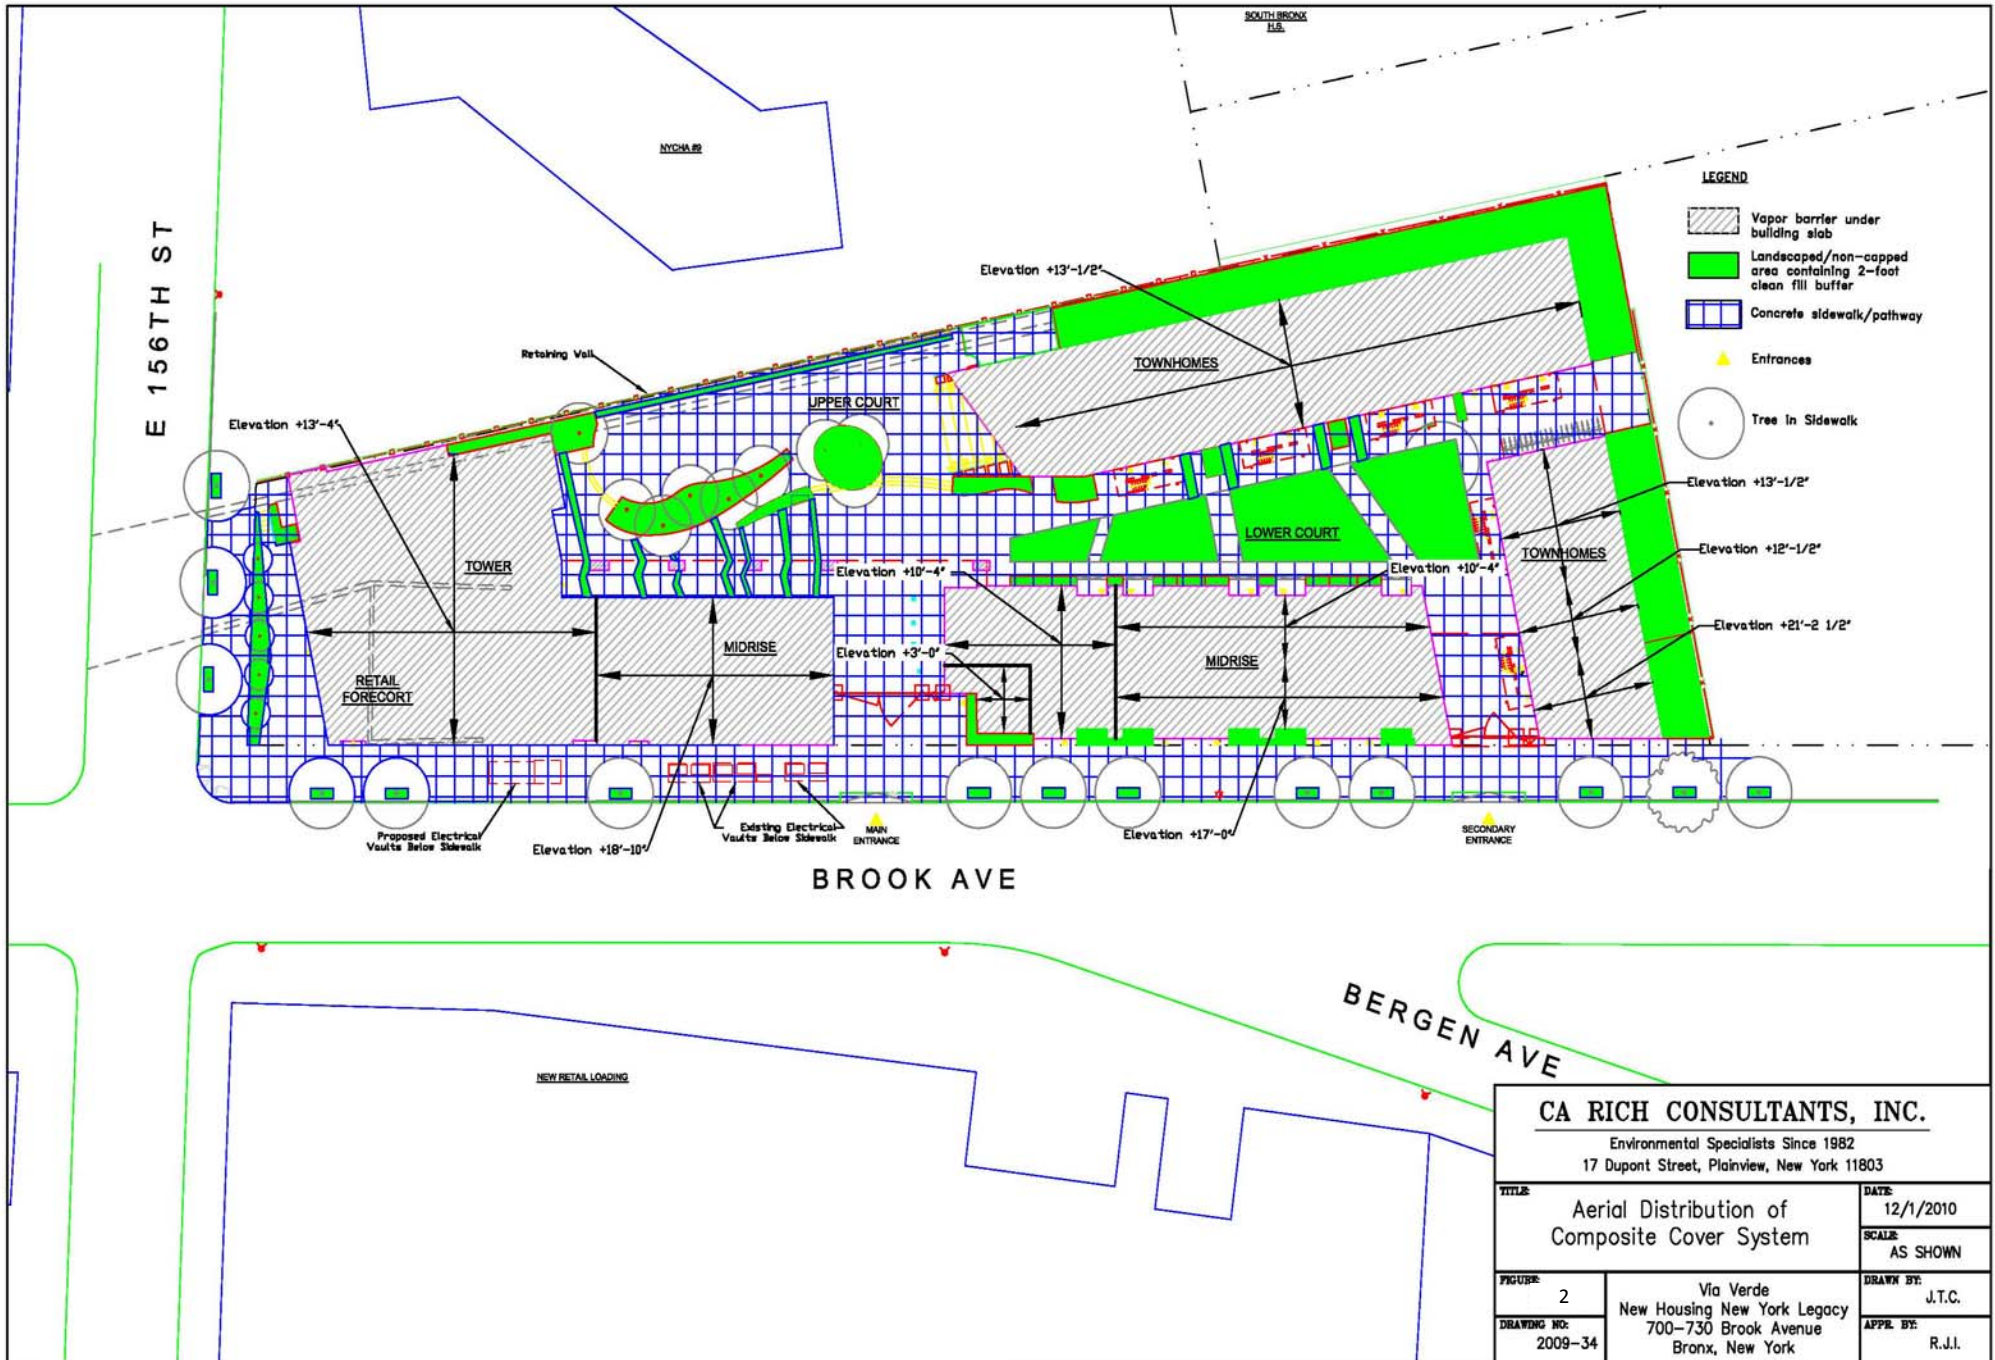 SOUTH BRONX
H.S.
NYCHA #9
E 156TH ST
LEGEND
Vapor barrier under
building slab
Landscaped/non-capped
area containing 2-foot
clean fill buffer
Concrete sidewalk/pathway
Entrances
Tree in Sidewalk
Elevation +13'-1/2"
Retaining Wall
TOWNHOMES
UPPER COURT
Elevation +13'-4"
Elevation +13'-1/2"
LOWER COURT
Elevation +12'-1/2"
TOWNHOMES
TOWER
Elevation +10'-4"
Elevation +10'-4"
Elevation +21'-2 1/2"
MIDRISE
Elevation +3'-0"
MIDRISE
RETAIL
FORECORT
Proposed Electrical
Vaults Below Sidewalk
Elevation +18'-10"
Existing Electrical
Vaults Below Sidewalk
MAIN
ENTRANCE
Elevation +17'-0"
SECONDARY
ENTRANCE
BROOK AVE
BERGEN AVE
NEW RETAIL LOADING
CA RICH CONSULTANTS, INC.
Environmental Specialists Since 1982
17 Dupont Street, Plainview, New York 11803
TITLE:
Aerial Distribution of
Composite Cover System
DATE:
12/1/2010
SCALE:
AS SHOWN
FIGURE:
2
DRAWING NO:
2009-34
Via Verde
New Housing New York Legacy
700-730 Brook Avenue
Bronx, New York
DRAWN BY:
J.T.C.
APPR. BY:
R.J.I.